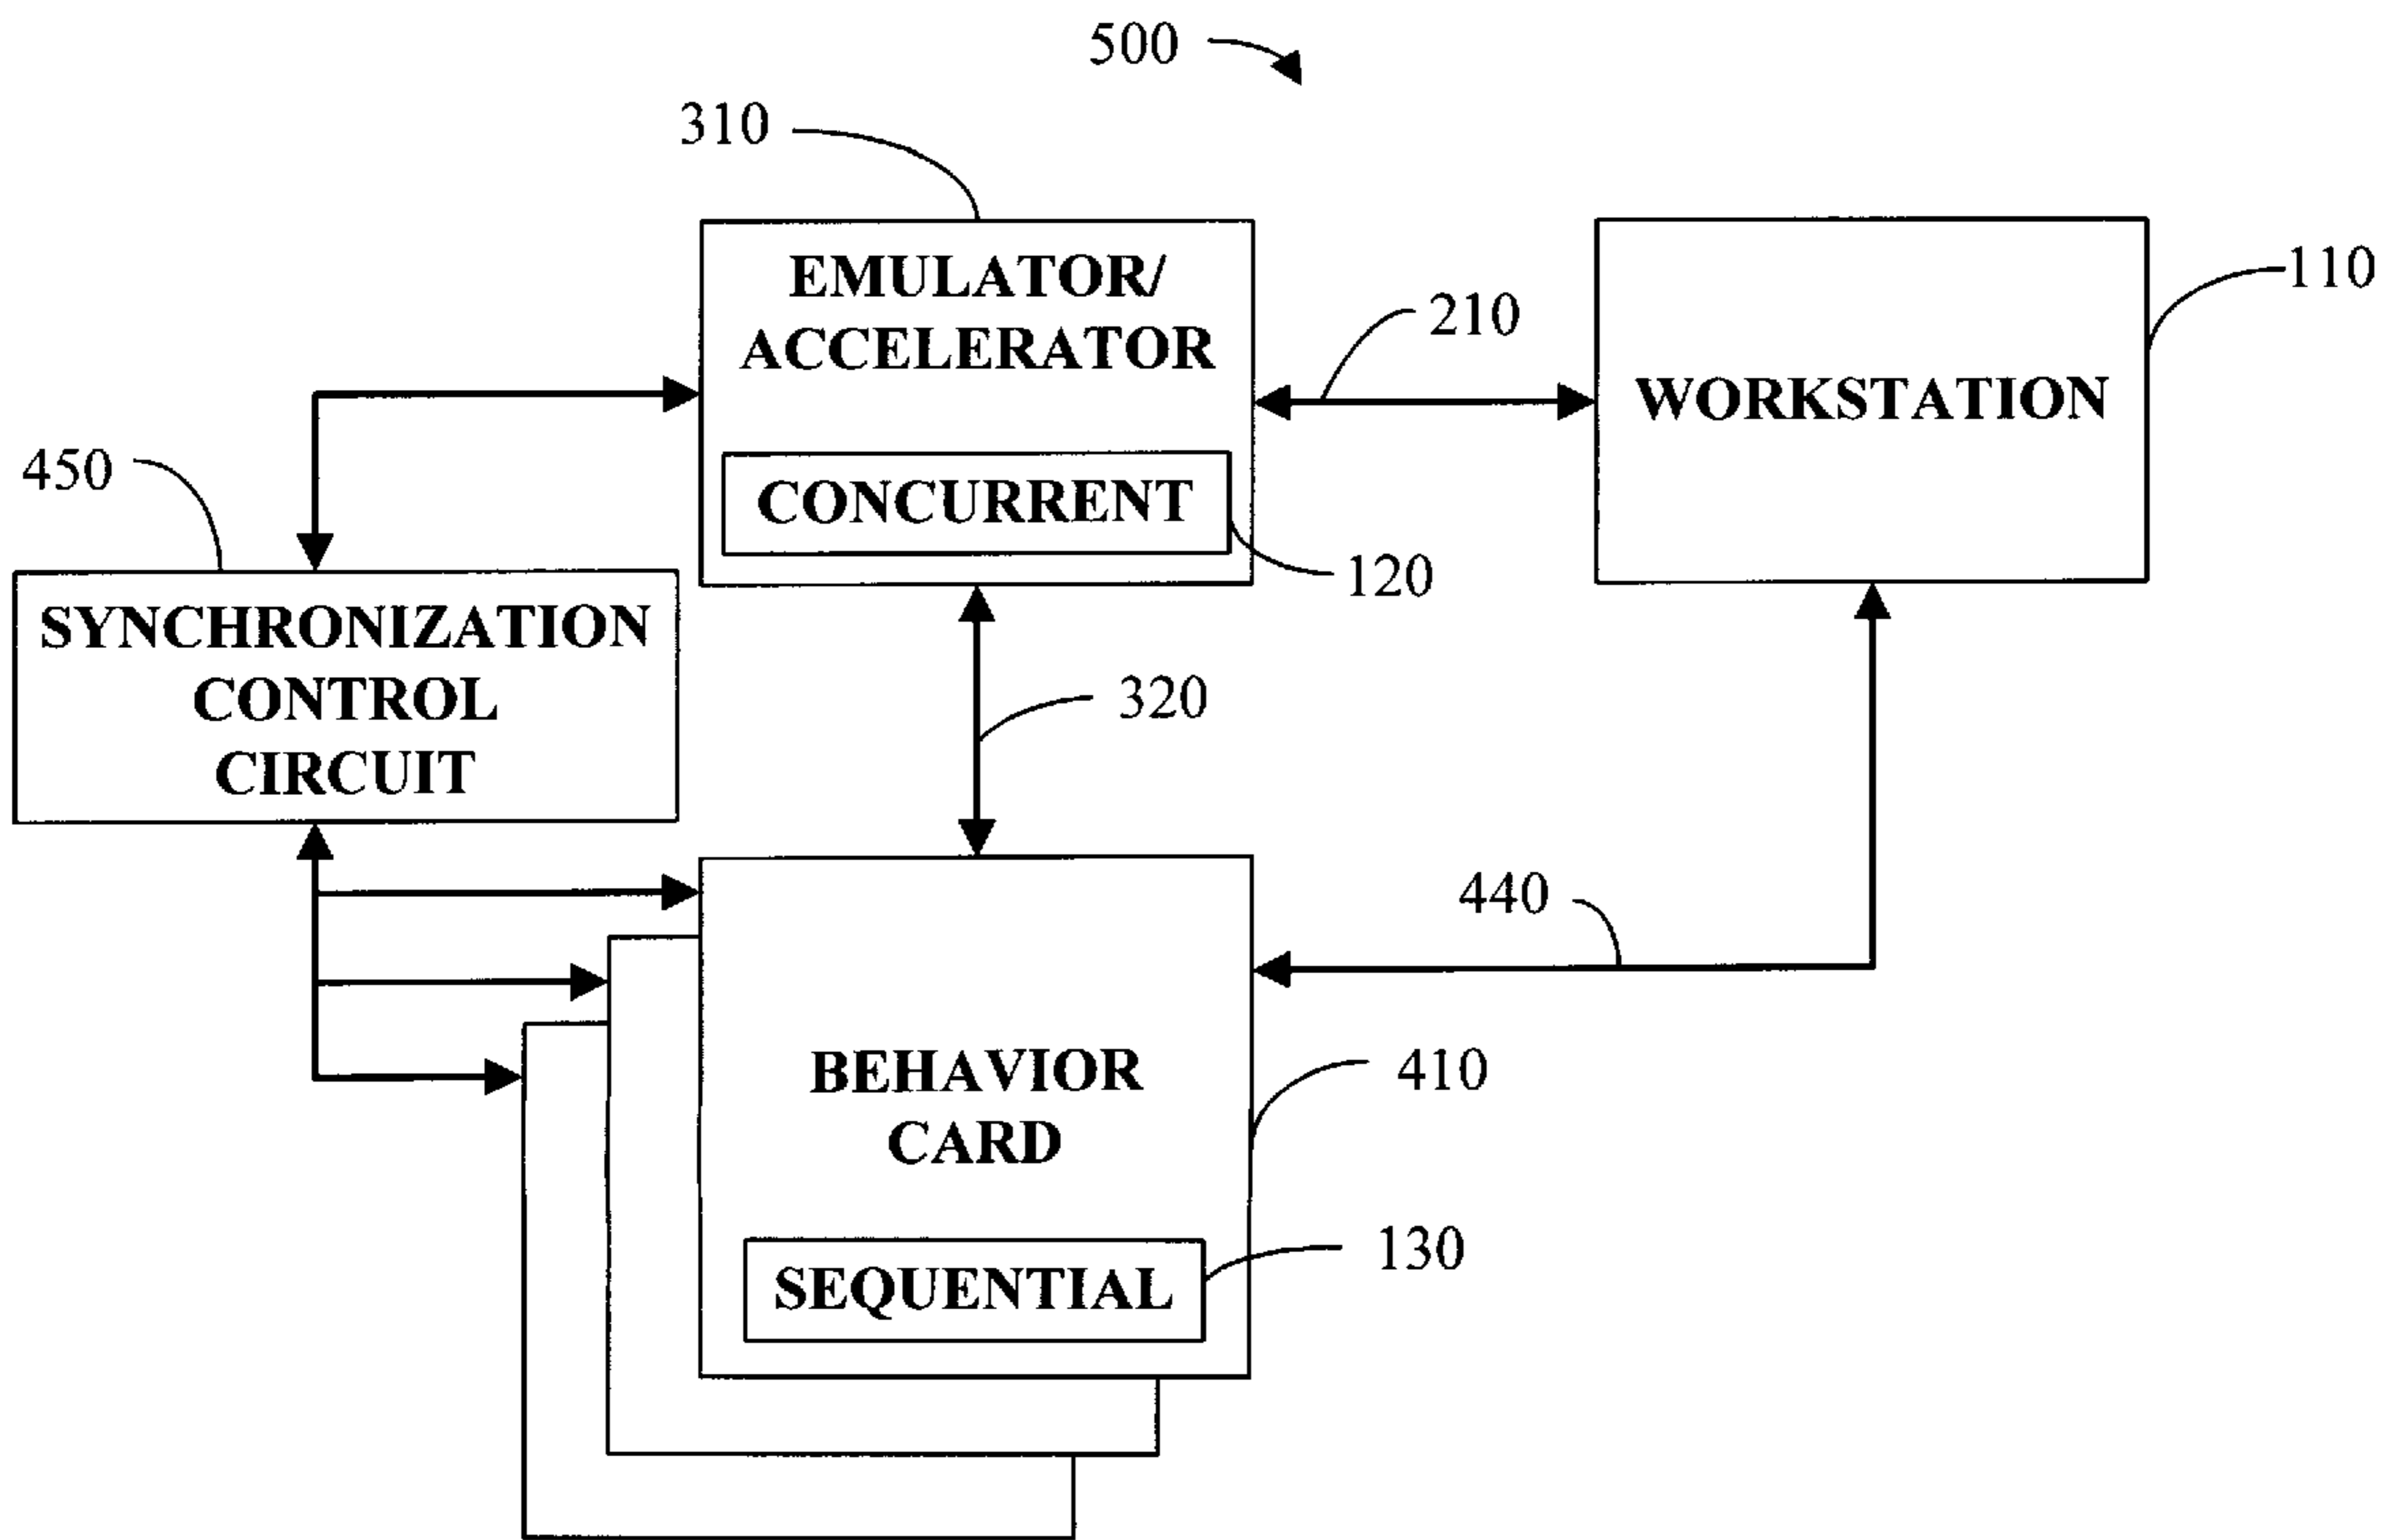 500
310
EMULATOR/
ACCELERATOR
WORKSTATION
110
210
450
CONCURRENT
120
SYNCHRONIZATION
CONTROL
CIRCUIT
320
440
BEHAVIOR
CARD
410
130
SEQUENTIAL